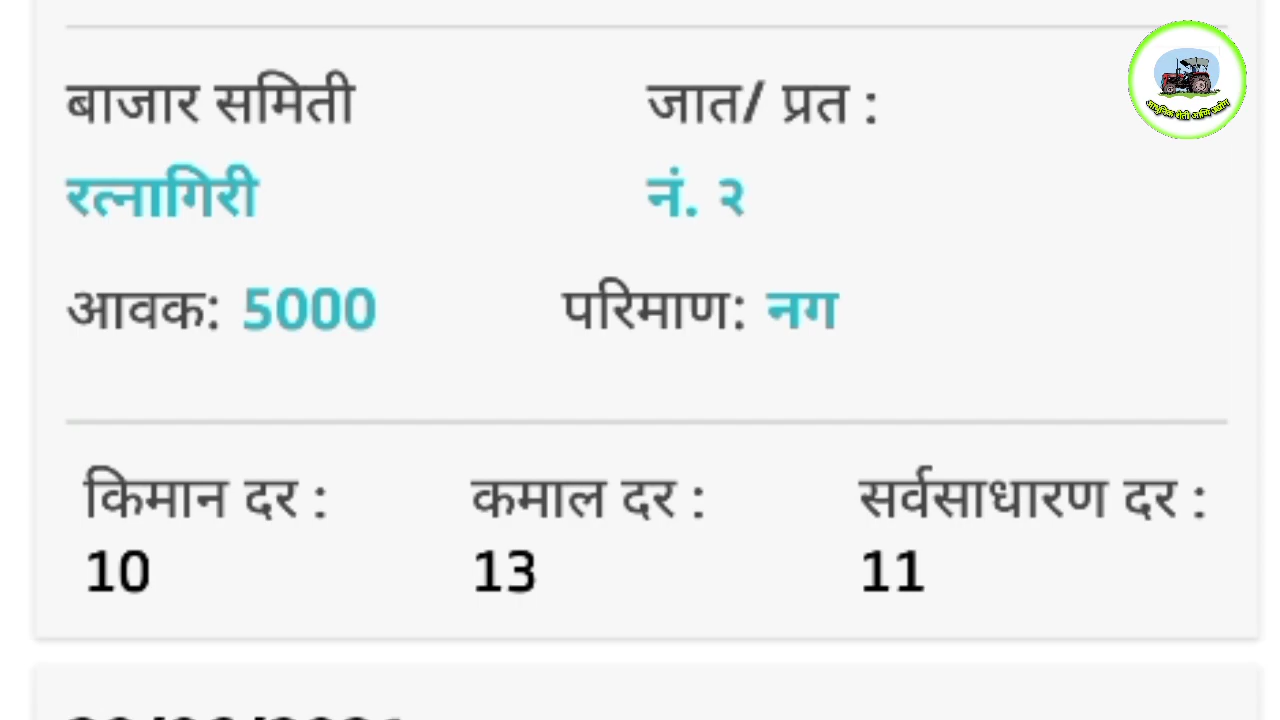 बाजार समिती जात/ प्रत :
रत्नागिरी नं. २
आवक: 5000 परिमाण: नग
किमान दर : कमाल दर : सर्वसाधारण दर :
10 13 11